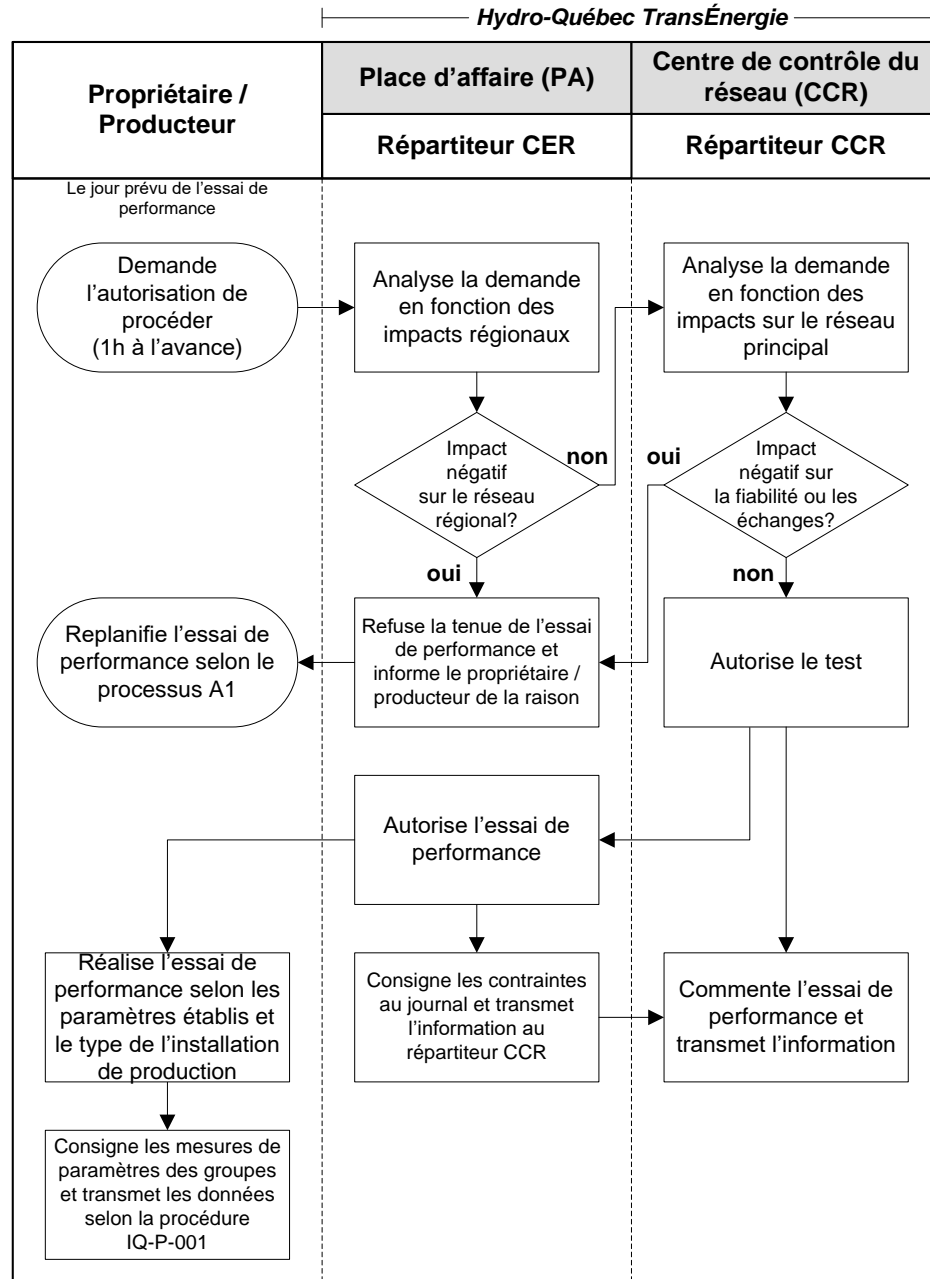 Hydro-Québec TransÉnergie
Propriétaire /
Producteur
Place d'affaire (PA)
Centre de contrôle du
réseau (CCR)
Répartiteur CER
Répartiteur CCR
Le jour prévu de l'essai de
performance
Demande
l'autorisation de
procéder
(1h à l'avance)
Analyse la demande
en fonction des
impacts régionaux
Analyse la demande
en fonction des
impacts sur le réseau
principal
Impact
négatif
sur le réseau
régional?
non
oui
Impact
négatif sur
la fiabilité ou les
échanges?
oui
non
Replanifie l'essai de
performance selon le
processus A1
Refuse la tenue de l'essai
de performance et
informe le propriétaire /
producteur de la raison
Autorise le test
Autorise l'essai de
performance
Réalise l'essai de
performance selon les
paramètres établis et
le type de l'installation
de production
Consigne les contraintes
au journal et transmet
l'information au
répartiteur CCR
Commente l'essai de
performance et
transmet l'information
Consigne les mesures de
paramètres des groupes
et transmet les données
selon la procédure
IQ-P-001